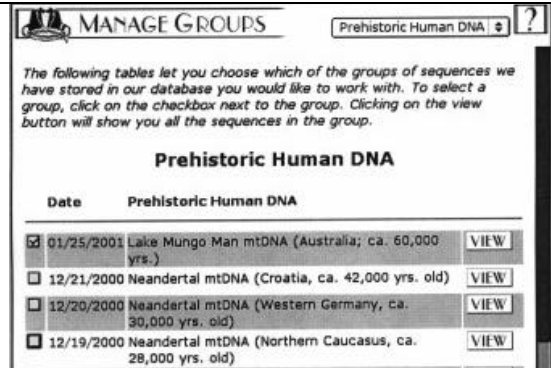 MANAGE GROUPS
Prehistoric Human DNA
?
The following tables let you choose which of the groups of sequences we
have stored in our database you would like to work with. To select a
group, click on the checkbox next to the group. Clicking on the view
button will show you all the sequences in the group.
Prehistoric Human DNA
Date Prehistoric Human DNA
01/25/2001 Lake Mungo Man mtDNA (Australia; ca. 60,000 VIEW
yrs.)
12/21/2000 Neandertal mtDNA (Croatia, ca. 42,000 yrs. old) VIEW
12/20/2000 Neandertal mtDNA (Western Germany, ca. VIEW
30,000 yrs. old)
12/19/2000 Neandertal mtDNA (Northern Caucasus, ca. VIEW
28,000 yrs. old)